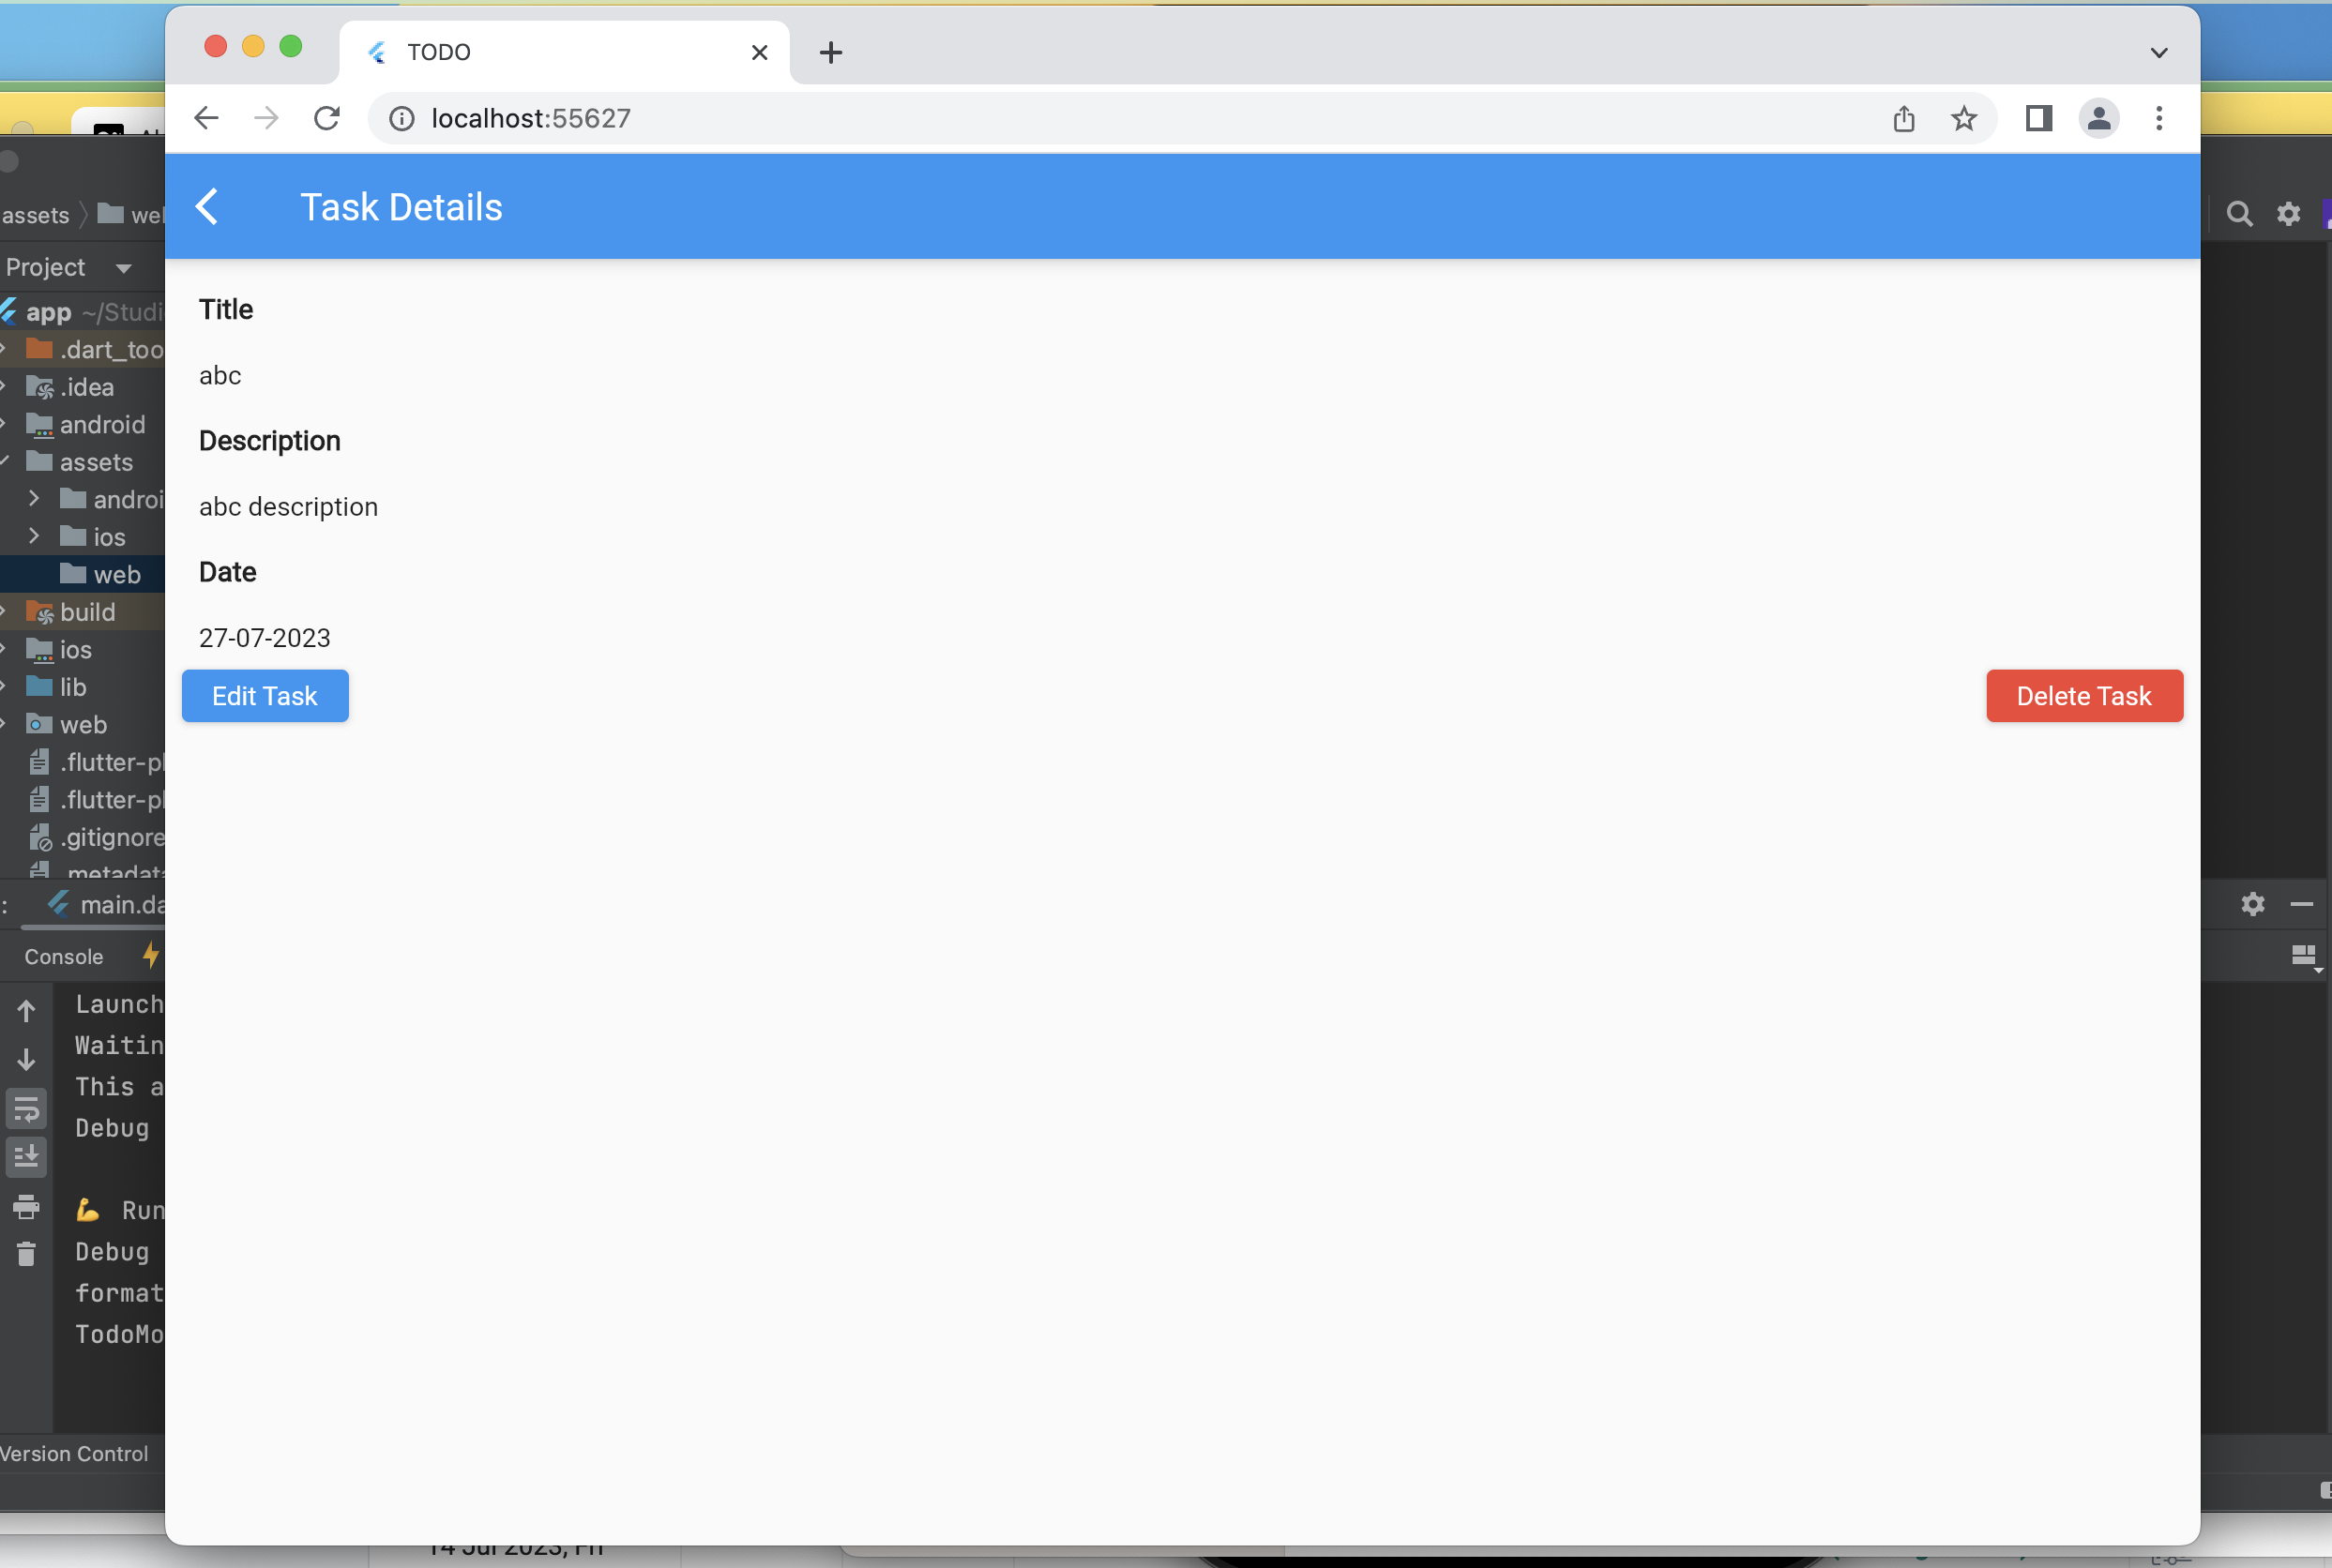 TODO
localhost:55627
Task Details
Title
abc
Description
abc description
Date
27-07-2023
Edit Task
Delete Task
assets
Project
app ~/Studi
.dart_too
.idea
android
assets
androi
ios
web
build
ios
lib
web
.flutter-pl
.flutter-pl
.gitignore
.metadata
main.da
Console
Launch
Waitin
This a
Debug
Run
Debug
format
TodoMo
Version Control
14 Jul 2023, Fri